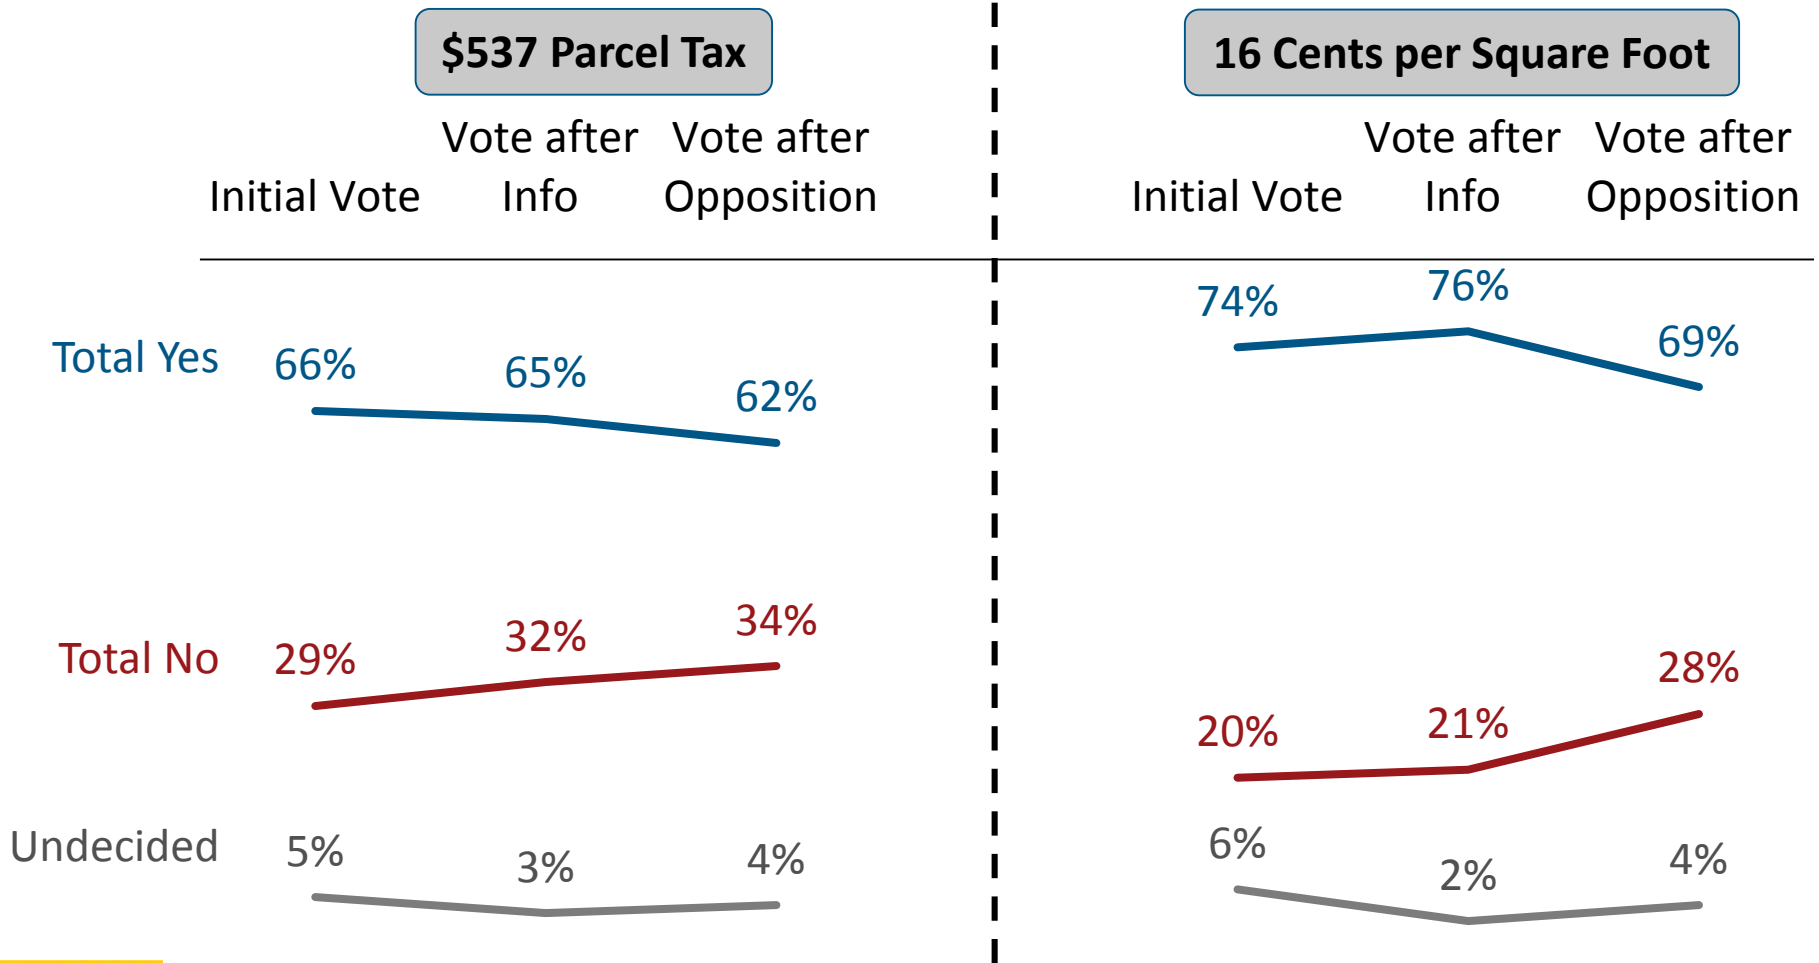 $537 Parcel Tax
16 Cents per Square Foot
Initial Vote
Vote after
Info
Vote after
Opposition
Initial Vote
Vote after
Info
Vote after
Opposition
Total Yes 66% 65% 62% 74% 76% 69%
Total No 29% 32% 34% 20% 21% 28%
Undecided 5% 3% 4% 6% 2% 4%